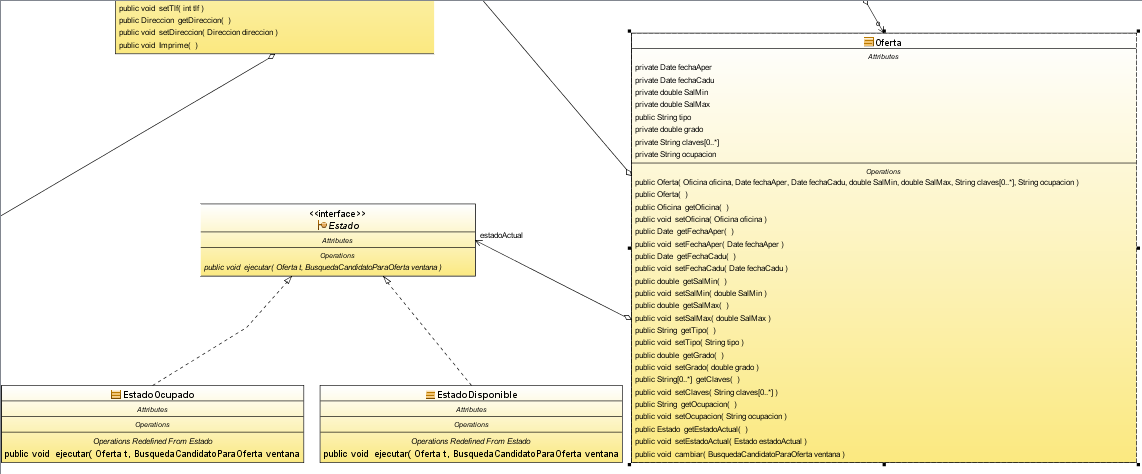 public void setTlf( int tlf )
public Direccion getDireccion( )
public void setDireccion( Direccion direccion )
public void Imprime( )
<<interface>>
Estado
Attributes
Operations
public void ejecutar( Oferta t, BusquedaCandidatoParaOferta ventana )
estadoActual
EstadoOcupado
Attributes
Operations
Operations Redefined From Estado
public void ejecutar( Oferta t, BusquedaCandidatoParaOferta ventana
EstadoDisponible
Attributes
Operations
Operations Redefined From Estado
public void ejecutar( Oferta t, BusquedaCandidatoParaOferta ventana
Oferta
Attributes
private Date fechaAper
private Date fechaCadu
private double SalMin
private double SalMax
public String tipo
private double grado
private String claves[0..*]
private String ocupacion
Operations
public Oferta( Oficina oficina, Date fechaAper, Date fechaCadu, double SalMin, double SalMax, String claves[0..*], String ocupacion )
public Oferta( )
public Oficina getOficina( )
public void setOficina( Oficina oficina )
public Date getFechaAper( )
public void setFechaAper( Date fechaAper )
public Date getFechaCadu( )
public void setFechaCadu( Date fechaCadu )
public double getSalMin( )
public void setSalMin( double SalMin )
public double getSalMax( )
public void setSalMax( double SalMax )
public String getTipo( )
public void setTipo( String tipo )
public double getGrado( )
public void setGrado( double grado )
public String[0..*] getClaves( )
public void setClaves( String claves[0..*] )
public String getOcupacion( )
public void setOcupacion( String ocupacion )
public Estado getEstadoActual( )
public void setEstadoActual( Estado estadoActual )
public void cambiar( BusquedaCandidatoParaOferta ventana )